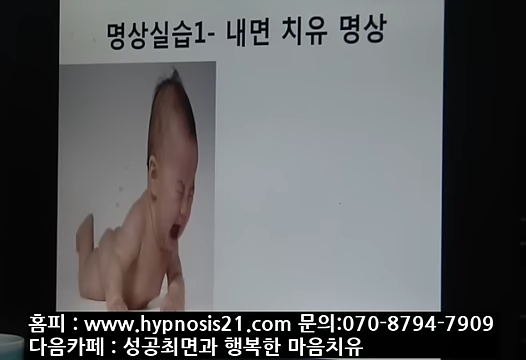 명상실습1- 내면 치유 명상
홈피 : www.hypnosis21.com 문의:070-8794-7909
다음카페 : 성공최면과 행복한 마음치유